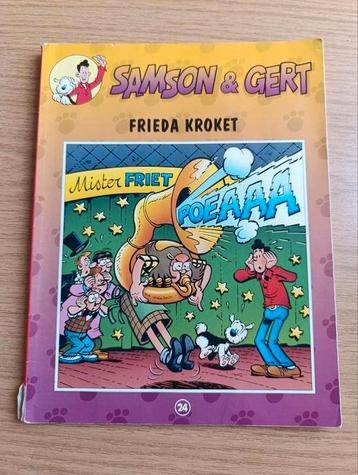 SAMSON & GERT
FRIEDA KROKET
Mister FRIET
POEAAA
24